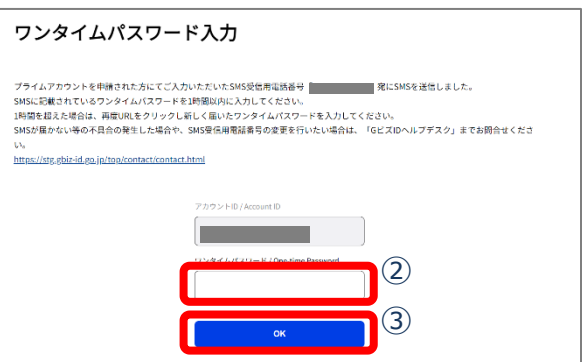 ワンタイムパスワード入力
プライムアカウントを申請された方にてご入力いただいたSMS受信用電話番号「 宛にSMSを送信しました。
SMSに記載されているワンタイムパスワードを1時間以内に入力してください。
1時間を超えた場合は、再度URLをクリックし新しく届いたワンタイムパスワードを入力してください。
SMSが届かない等の不具合の発生した場合や、SMS受信用電話番号の変更を行いたい場合は、「GビズIDヘルプデスク」までお問合せくださ
い。
https://stg.gbiz-id.go.jp/top/contact/contact.html
アカウントID / Account ID
ワンタイムパスワード / One-time Password
②
③
OK